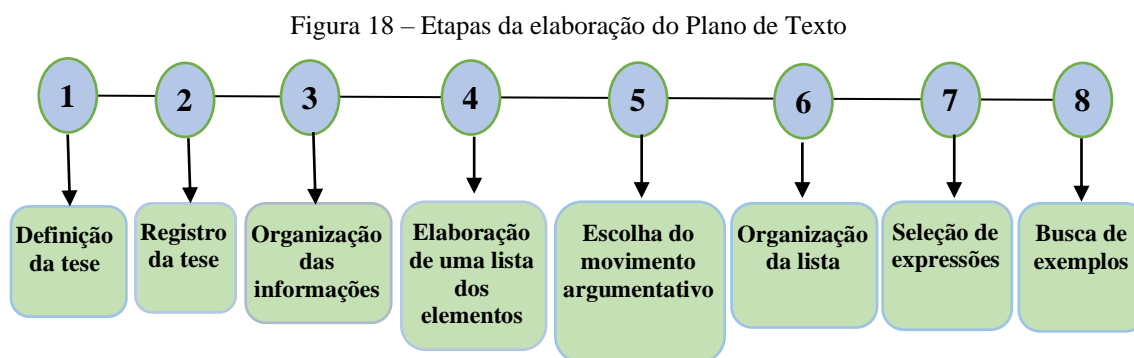 Figura 18 – Etapas da elaboração do Plano de Texto
1
2
3
4
5
6
7
8
Definição
da tese
Registro
da tese
Organização
das
informações
Elaboração
de uma lista
dos
elementos
Escolha do
movimento
argumentativo
Organização
da lista
Seleção de
expressões
Busca de
exemplos